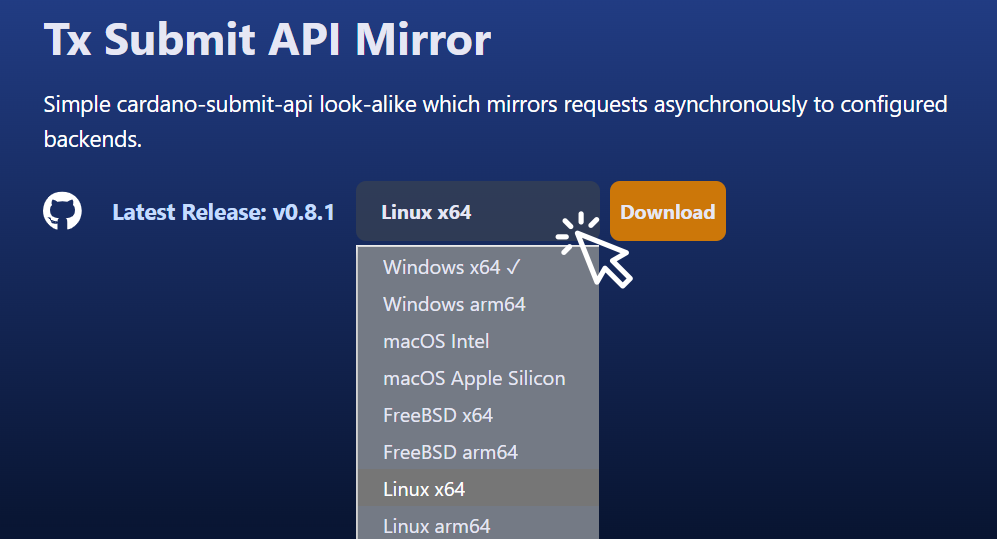 Tx Submit API Mirror
Simple cardano-submit-api look-alike which mirrors requests asynchronously to configured
backends.
Latest Release: v0.8.1
Linux x64
Download
Windows x64 ✓
Windows arm64
macOS Intel
macOS Apple Silicon
FreeBSD x64
FreeBSD arm64
Linux x64
Linux arm64